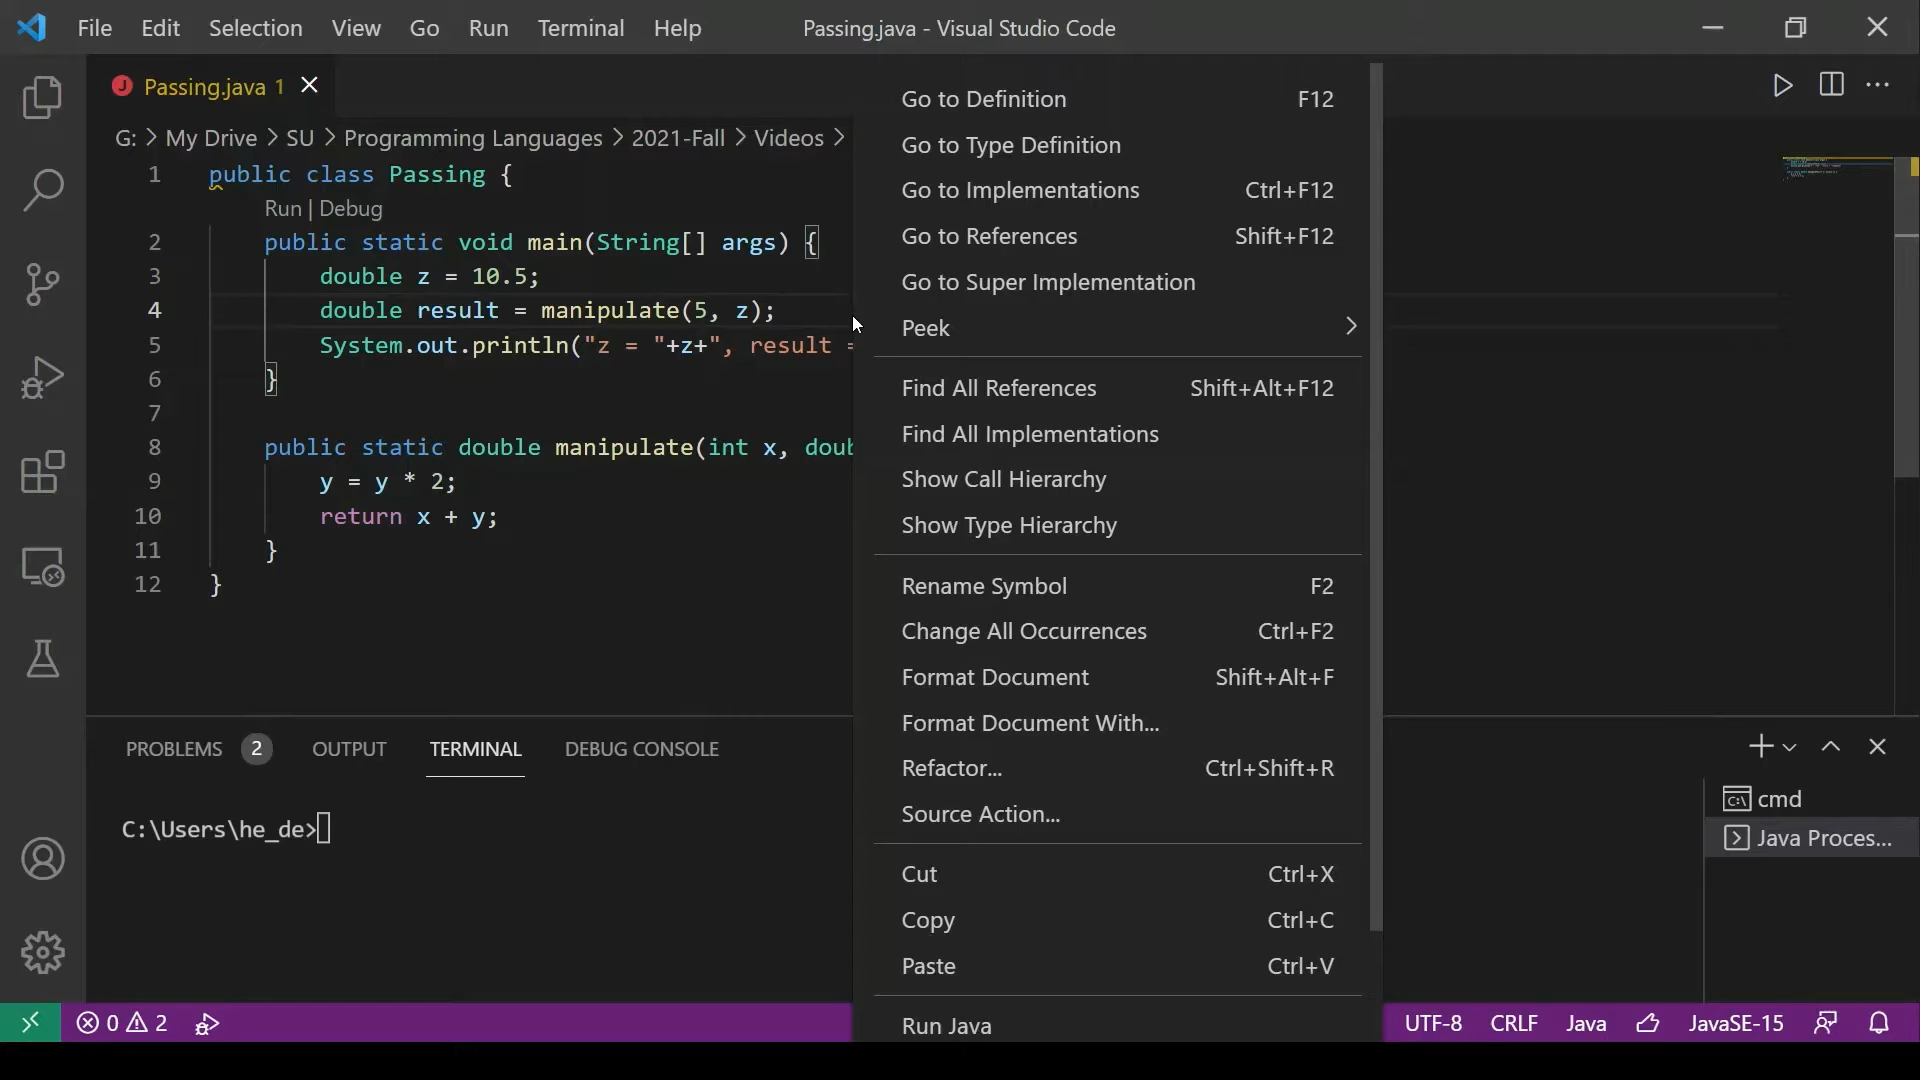 File Edit Selection View Go Run Terminal Help Passing.java - Visual Studio Code
J Passing.java 1
G: > My Drive > SU > Programming Languages > 2021-Fall > Videos >
1 public class Passing {
Run | Debug
2 public static void main(String[] args) {
3 double z = 10.5;
4 double result = manipulate(5, z);
5 System.out.println("z = "+z+", result =
6 }
7
8 public static double manipulate(int x, doub
9 y = y * 2;
10 return x + y;
11 }
12 }
Go to Definition F12
Go to Type Definition
Go to Implementations Ctrl+F12
Go to References Shift+F12
Go to Super Implementation
Peek
Find All References Shift+Alt+F12
Find All Implementations
Show Call Hierarchy
Show Type Hierarchy
Rename Symbol F2
Change All Occurrences Ctrl+F2
Format Document Shift+Alt+F
Format Document With...
Refactor... Ctrl+Shift+R
Source Action...
Cut Ctrl+X
Copy Ctrl+C
Paste Ctrl+V
Run Java
PROBLEMS 2 OUTPUT TERMINAL DEBUG CONSOLE
C:\Users\he_de>
cmd
Java Proces...
0 2 UTF-8 CRLF Java JavaSE-15